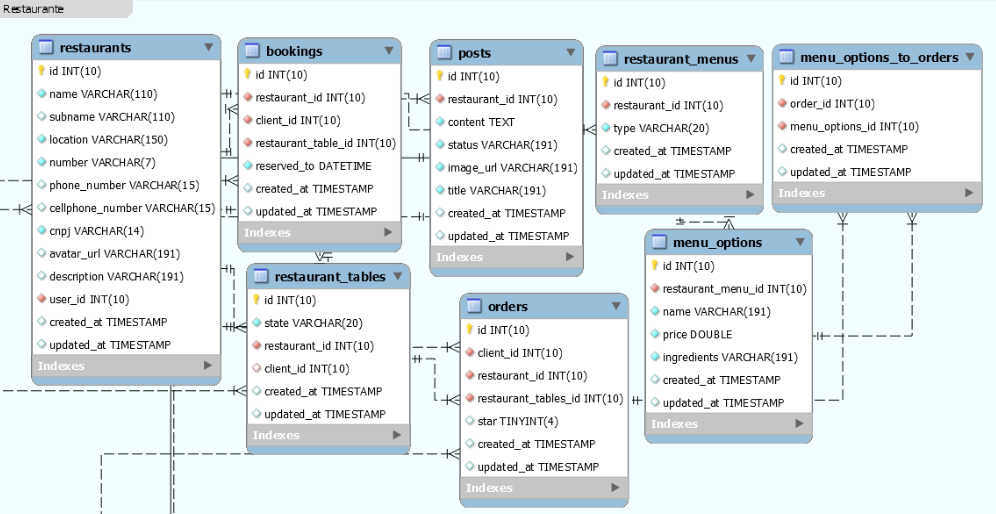 Restaurante
restaurants
id INT(10)
name VARCHAR(110)
subname VARCHAR(110)
location VARCHAR(150)
number VARCHAR(7)
phone_number VARCHAR(15)
cellphone_number VARCHAR(15)
cnpj VARCHAR(14)
avatar_url VARCHAR(191)
description VARCHAR(191)
user_id INT(10)
created_at TIMESTAMP
updated_at TIMESTAMP
Indexes
bookings
id INT(10)
restaurant_id INT(10)
client_id INT(10)
restaurant_table_id INT(10)
reserved_to DATETIME
created_at TIMESTAMP
updated_at TIMESTAMP
Indexes
posts
id INT(10)
restaurant_id INT(10)
content TEXT
status VARCHAR(191)
image_url VARCHAR(191)
title VARCHAR(191)
created_at TIMESTAMP
updated_at TIMESTAMP
Indexes
restaurant_menus
id INT(10)
restaurant_id INT(10)
type VARCHAR(20)
created_at TIMESTAMP
updated_at TIMESTAMP
Indexes
menu_options_to_orders
id INT(10)
order_id INT(10)
menu_options_id INT(10)
created_at TIMESTAMP
updated_at TIMESTAMP
Indexes
restaurant_tables
id INT(10)
state VARCHAR(20)
restaurant_id INT(10)
client_id INT(10)
created_at TIMESTAMP
updated_at TIMESTAMP
Indexes
orders
id INT(10)
client_id INT(10)
restaurant_id INT(10)
restaurant_tables_id INT(10)
star TINYINT(4)
created_at TIMESTAMP
updated_at TIMESTAMP
Indexes
menu_options
id INT(10)
restaurant_menu_id INT(10)
name VARCHAR(191)
price DOUBLE
ingredients VARCHAR(191)
created_at TIMESTAMP
updated_at TIMESTAMP
Indexes